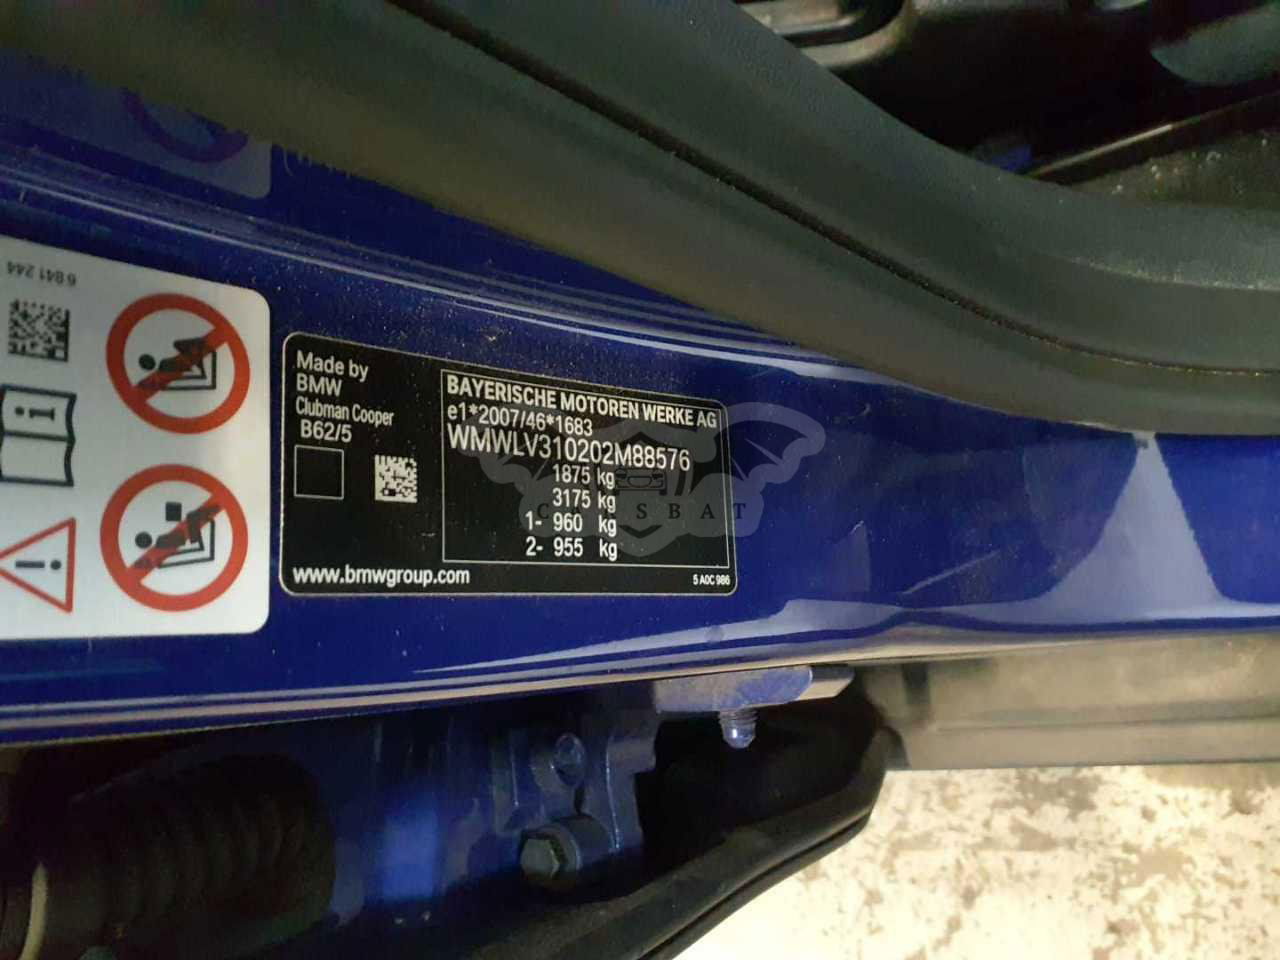 6 841 244
Made by
BMW
Clubman Cooper
B62/5
BAYERISCHE MOTOREN WERKE AG
e1*2007/46*1683
WMWLV310202M88576
1875 kg
3175 kg
1- 960 kg
2- 955 kg
www.bmwgroup.com
5 A0C 986
CARSBAT